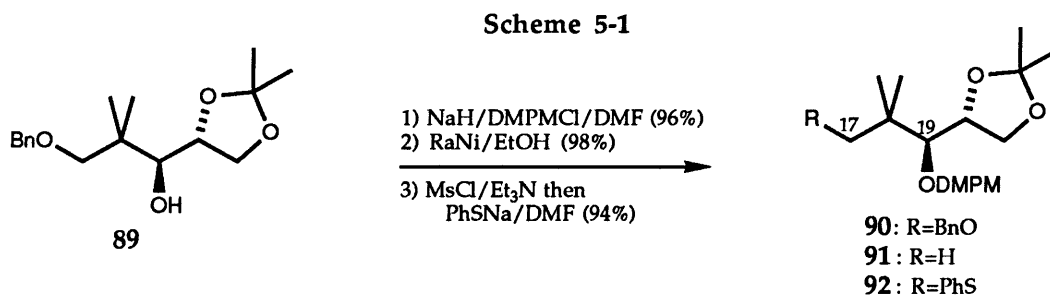 Scheme 5-1
BnO
OH
O
O
89
1) NaH/DMPMCl/DMF (96%)
2) RaNi/EtOH (98%)
3) MsCl/Et₃N then
PhSNa/DMF (94%)
R
17
19
ODMPM
O
O
90: R=BnO
91 : R=H
92 : R=PhS